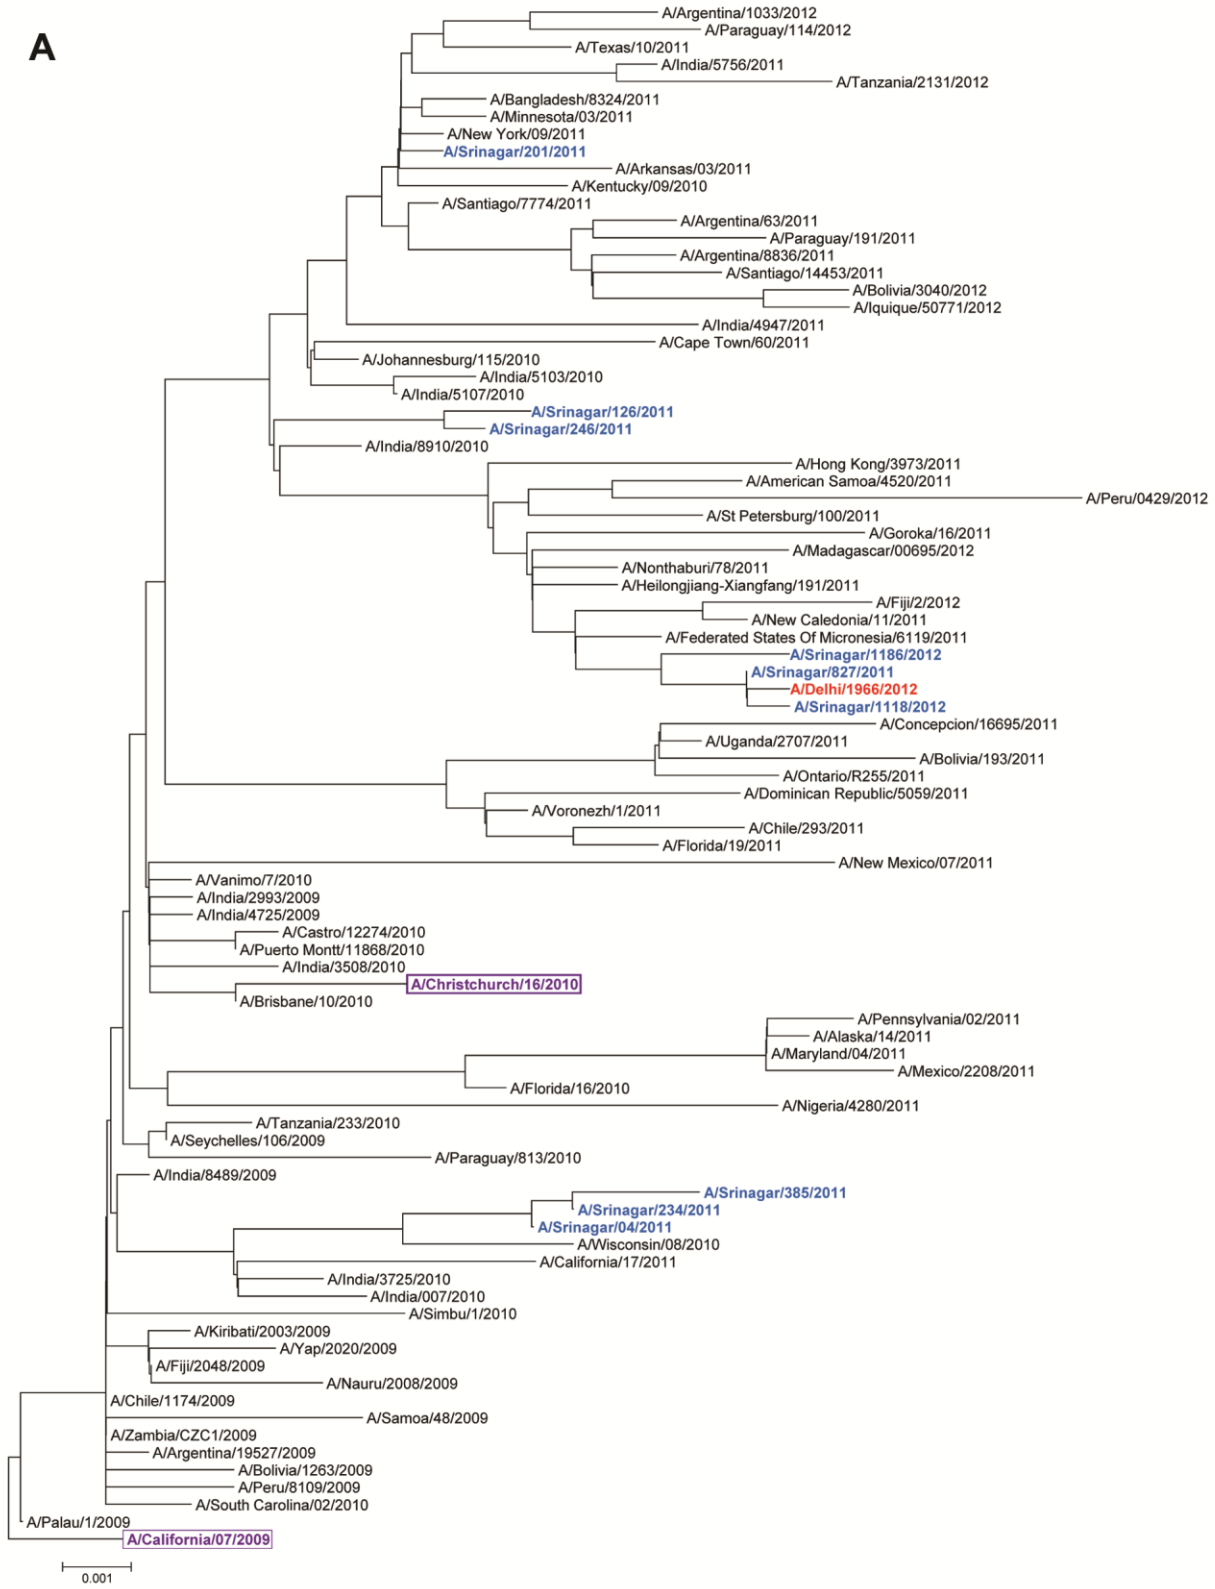 A
A/Argentina/1033/2012
A/Paraguay/114/2012
A/Texas/10/2011
A/India/5756/2011
A/Tanzania/2131/2012
A/Bangladesh/8324/2011
A/Minnesota/03/2011
A/New York/09/2011
A/Srinagar/201/2011
A/Arkansas/03/2011
A/Kentucky/09/2010
A/Santiago/7774/2011
A/Argentina/63/2011
A/Paraguay/191/2011
A/Argentina/8836/2011
A/Santiago/14453/2011
A/Bolivia/3040/2012
A/Iquique/50771/2012
A/India/4947/2011
A/Cape Town/60/2011
A/Johannesburg/115/2010
A/India/5103/2010
A/India/5107/2010
A/Srinagar/126/2011
A/Srinagar/246/2011
A/India/8910/2010
A/Hong Kong/3973/2011
A/American Samoa/4520/2011
A/Peru/0429/2012
A/St Petersburg/100/2011
A/Goroka/16/2011
A/Madagascar/00695/2012
A/Nonthaburi/78/2011
A/Heilongjiang-Xiangfang/191/2011
A/Fiji/2/2012
A/New Caledonia/11/2011
A/Federated States Of Micronesia/6119/2011
A/Srinagar/1186/2012
A/Srinagar/827/2011
A/Delhi/1966/2012
A/Srinagar/1118/2012
A/Concepcion/16695/2011
A/Uganda/2707/2011
A/Bolivia/193/2011
A/Ontario/R255/2011
A/Dominican Republic/5059/2011
A/Voronezh/1/2011
A/Chile/293/2011
A/Florida/19/2011
A/New Mexico/07/2011
A/Vanimo/7/2010
A/India/2993/2009
A/India/4725/2009
A/Castro/12274/2010
A/Puerto Montt/11868/2010
A/India/3508/2010
A/Christchurch/16/2010
A/Brisbane/10/2010
A/Pennsylvania/02/2011
A/Alaska/14/2011
A/Maryland/04/2011
A/Mexico/2208/2011
A/Florida/16/2010
A/Nigeria/4280/2011
A/Tanzania/233/2010
A/Seychelles/106/2009
A/Paraguay/813/2010
A/India/8489/2009
A/Srinagar/385/2011
A/Srinagar/234/2011
A/Srinagar/04/2011
A/Wisconsin/08/2010
A/California/17/2011
A/India/3725/2010
A/India/007/2010
A/Simbu/1/2010
A/Kiribati/2003/2009
A/Yap/2020/2009
A/Fiji/2048/2009
A/Nauru/2008/2009
A/Chile/1174/2009
A/Samoa/48/2009
A/Zambia/CZC1/2009
A/Argentina/19527/2009
A/Bolivia/1263/2009
A/Peru/8109/2009
A/South Carolina/02/2010
A/Palau/1/2009
A/California/07/2009
0.001